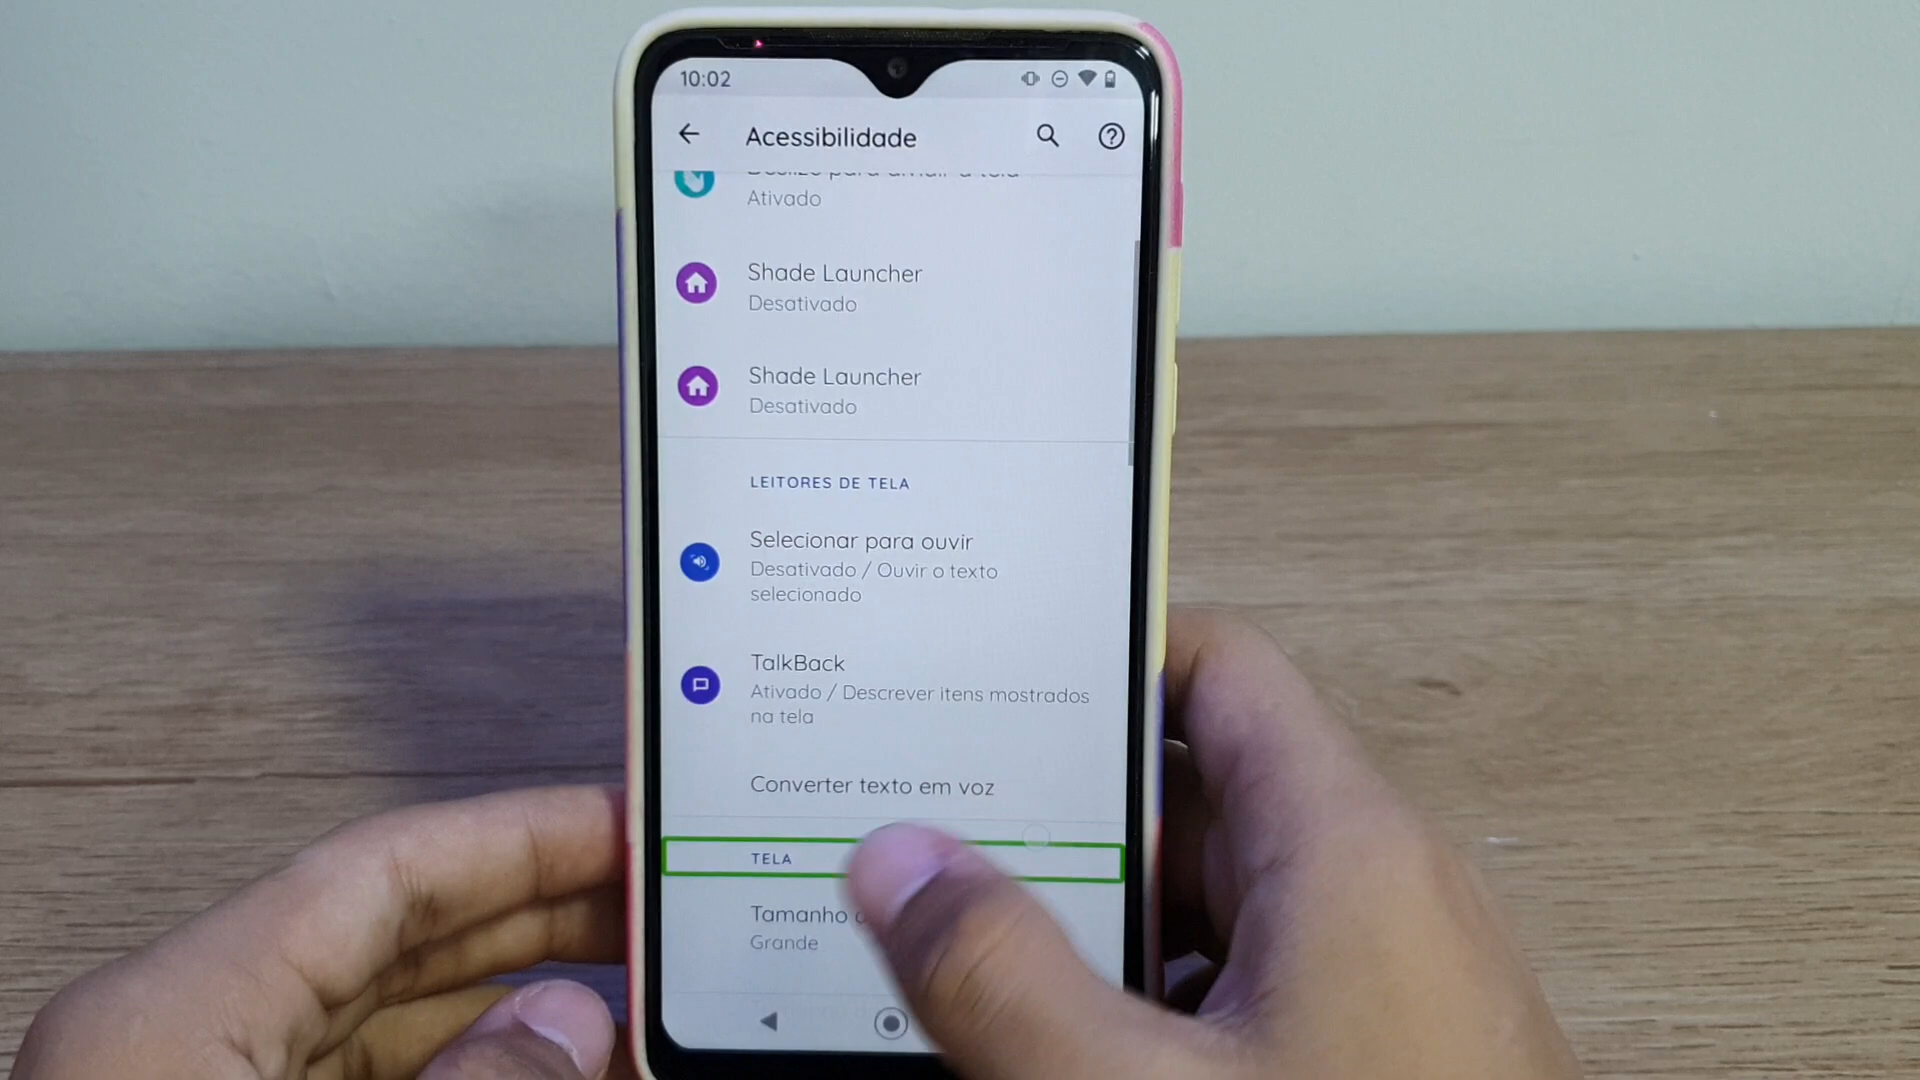 10:02
Acessibilidade
Ativado
Shade Launcher
Desativado
Shade Launcher
Desativado
LEITORES DE TELA
Selecionar para ouvir
Desativado / Ouvir o texto
selecionado
TalkBack
Ativado / Descrever itens mostrados
na tela
Converter texto em voz
TELA
Tamanho
Grande